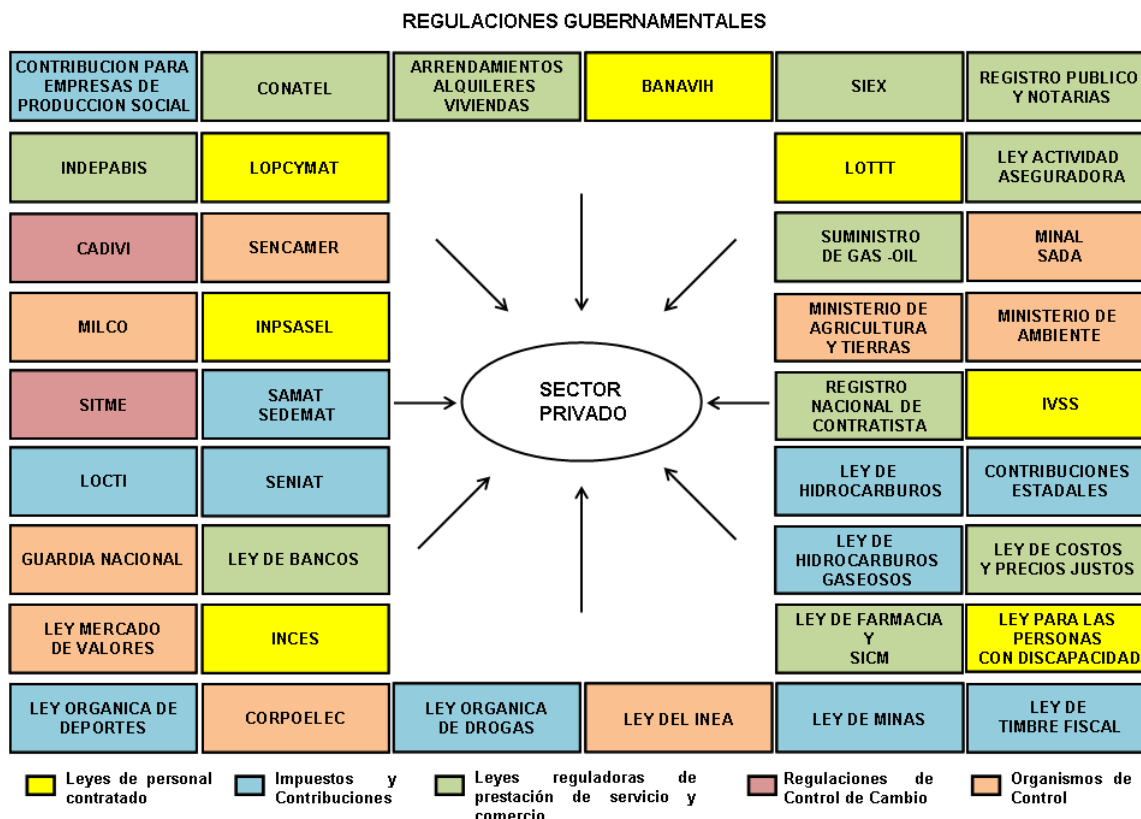 REGULACIONES GUBERNAMENTALES
CONTRIBUCION PARA
EMPRESAS DE
PRODUCCION SOCIAL
CONATEL
ARRENDAMIENTOS
ALQUILERES
VIVIENDAS
BANAVIH
SIEX
REGISTRO PUBLICO
Y NOTARIAS
INDEPABIS
LOPCYMAT
LOTTT
LEY ACTIVIDAD
ASEGURADORA
CADIVI
SENCAMER
SUMINISTRO
DE GAS -OIL
MINAL
SADA
MILCO
INPSASEL
MINISTERIO DE
AGRICULTURA
Y TIERRAS
MINISTERIO DE
AMBIENTE
SITME
SAMAT
SEDEMAT
SECTOR
PRIVADO
REGISTRO
NACIONAL DE
CONTRATISTA
IVSS
LOCTI
SENIAT
LEY DE
HIDROCARBUROS
CONTRIBUCIONES
ESTADALES
GUARDIA NACIONAL
LEY DE BANCOS
LEY DE
HIDROCARBUROS
GASEOSOS
LEY DE COSTOS
Y PRECIOS JUSTOS
LEY MERCADO
DE VALORES
INCES
LEY DE FARMACIA
Y
SICM
LEY PARA LAS
PERSONAS
CON DISCAPACIDAD
LEY ORGANICA DE
DEPORTES
CORPOELEC
LEY ORGANICA
DE DROGAS
LEY DEL INEA
LEY DE MINAS
LEY DE
TIMBRE FISCAL
Leyes de personal
contratado
Impuestos y
Contribuciones
Leyes reguladoras de
prestación de servicio y
comercio
Regulaciones de
Control de Cambio
Organismos de
Control